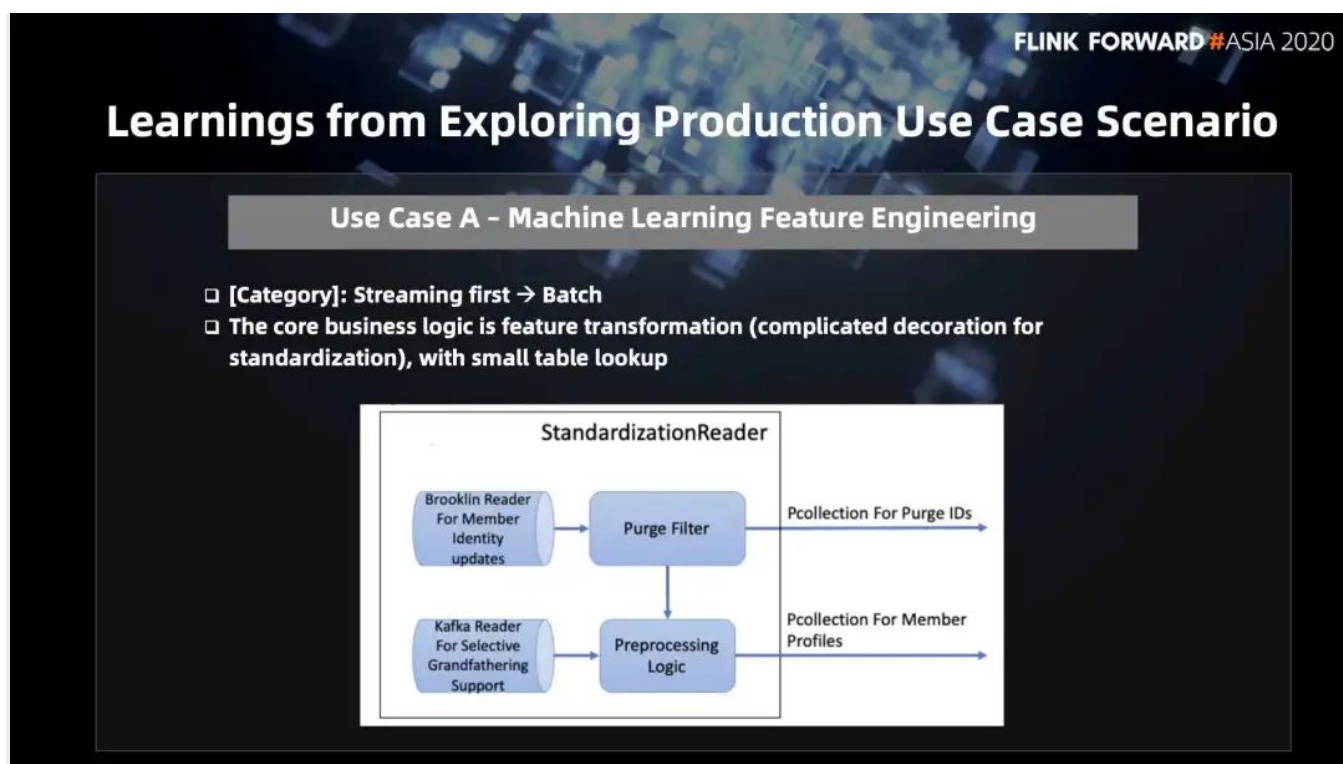 FLINK FORWARD #ASIA 2020
Learnings from Exploring Production Use Case Scenario
Use Case A – Machine Learning Feature Engineering
[Category]: Streaming first → Batch
The core business logic is feature transformation (complicated decoration for
standardization), with small table lookup
StandardizationReader
Brooklin Reader
For Member
Identity
updates
Purge Filter
Pcollection For Purge IDs
Kafka Reader
For Selective
Grandfathering
Support
Preprocessing
Logic
Pcollection For Member
Profiles